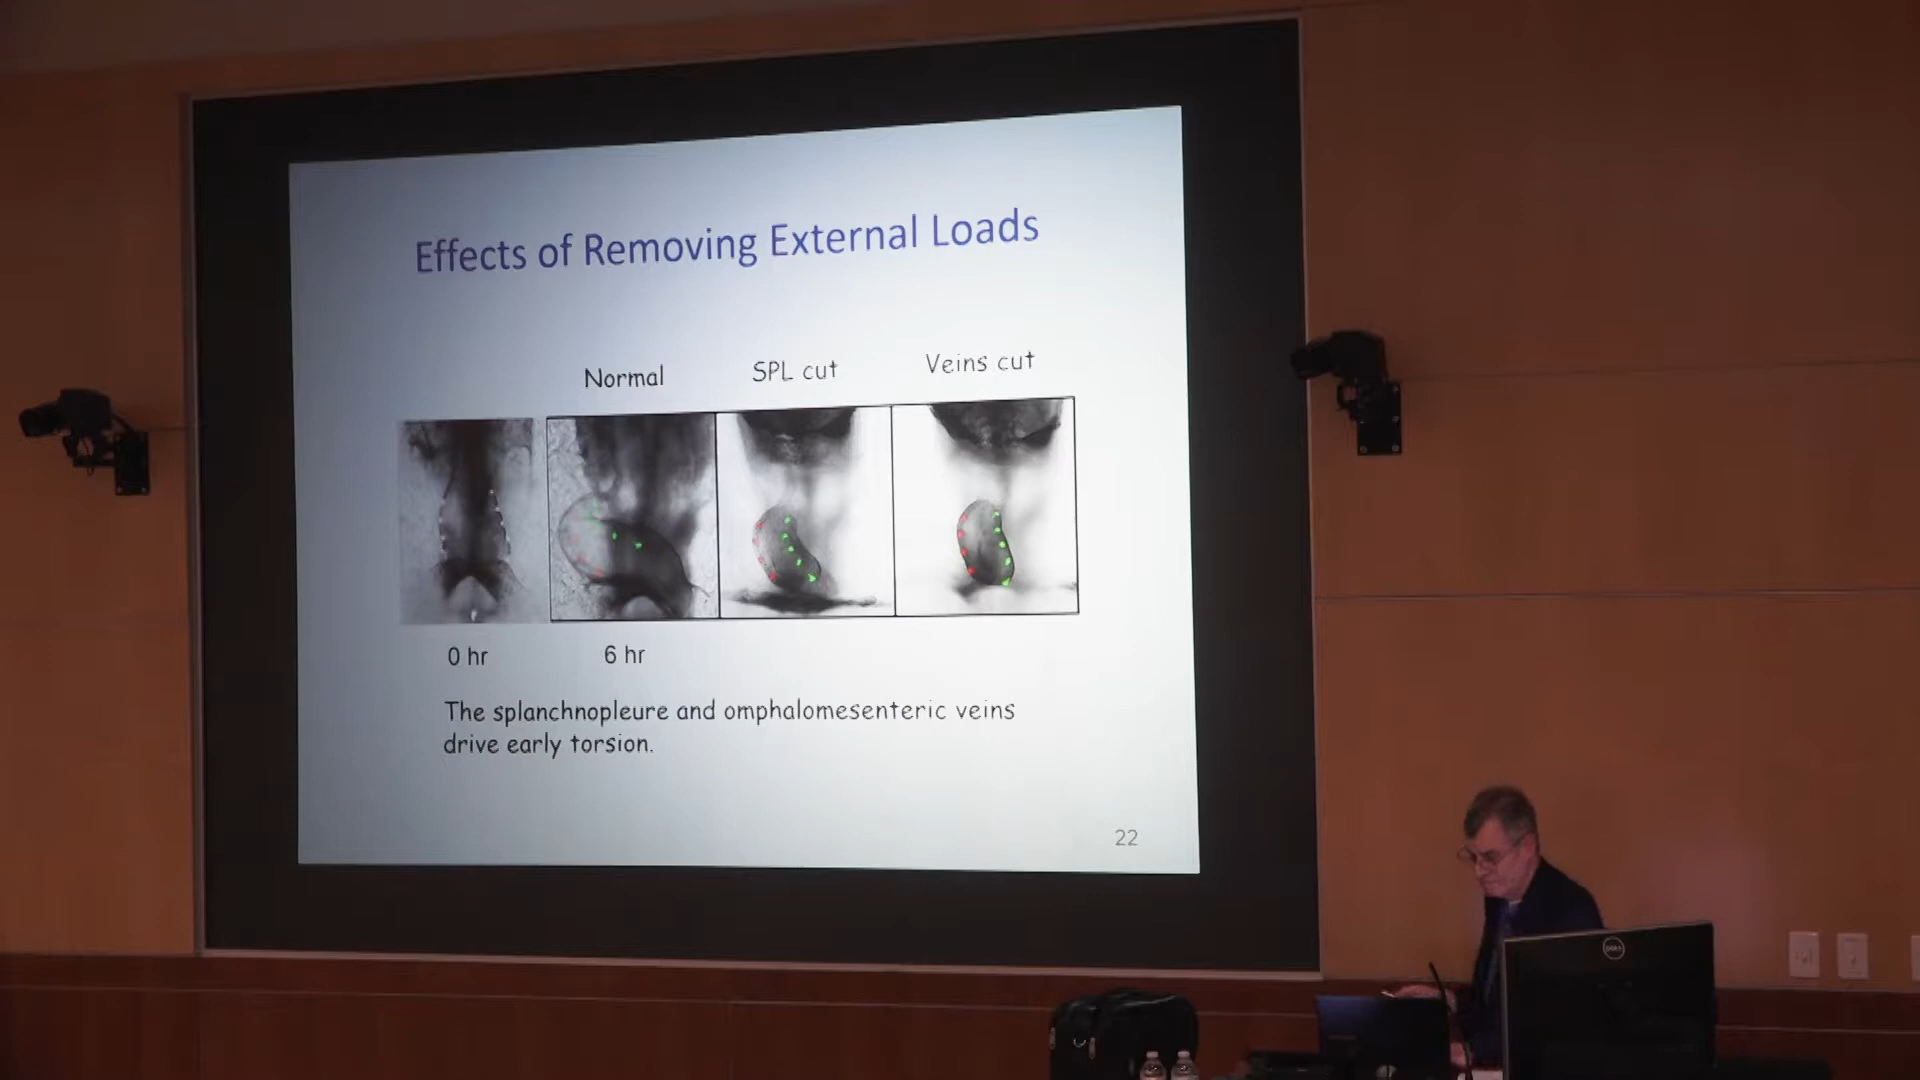 Effects of Removing External Loads
Normal
SPL cut
Veins cut
0 hr
6 hr
The splanchnopleure and omphalomesenteric veins
drive early torsion.
22
DELL